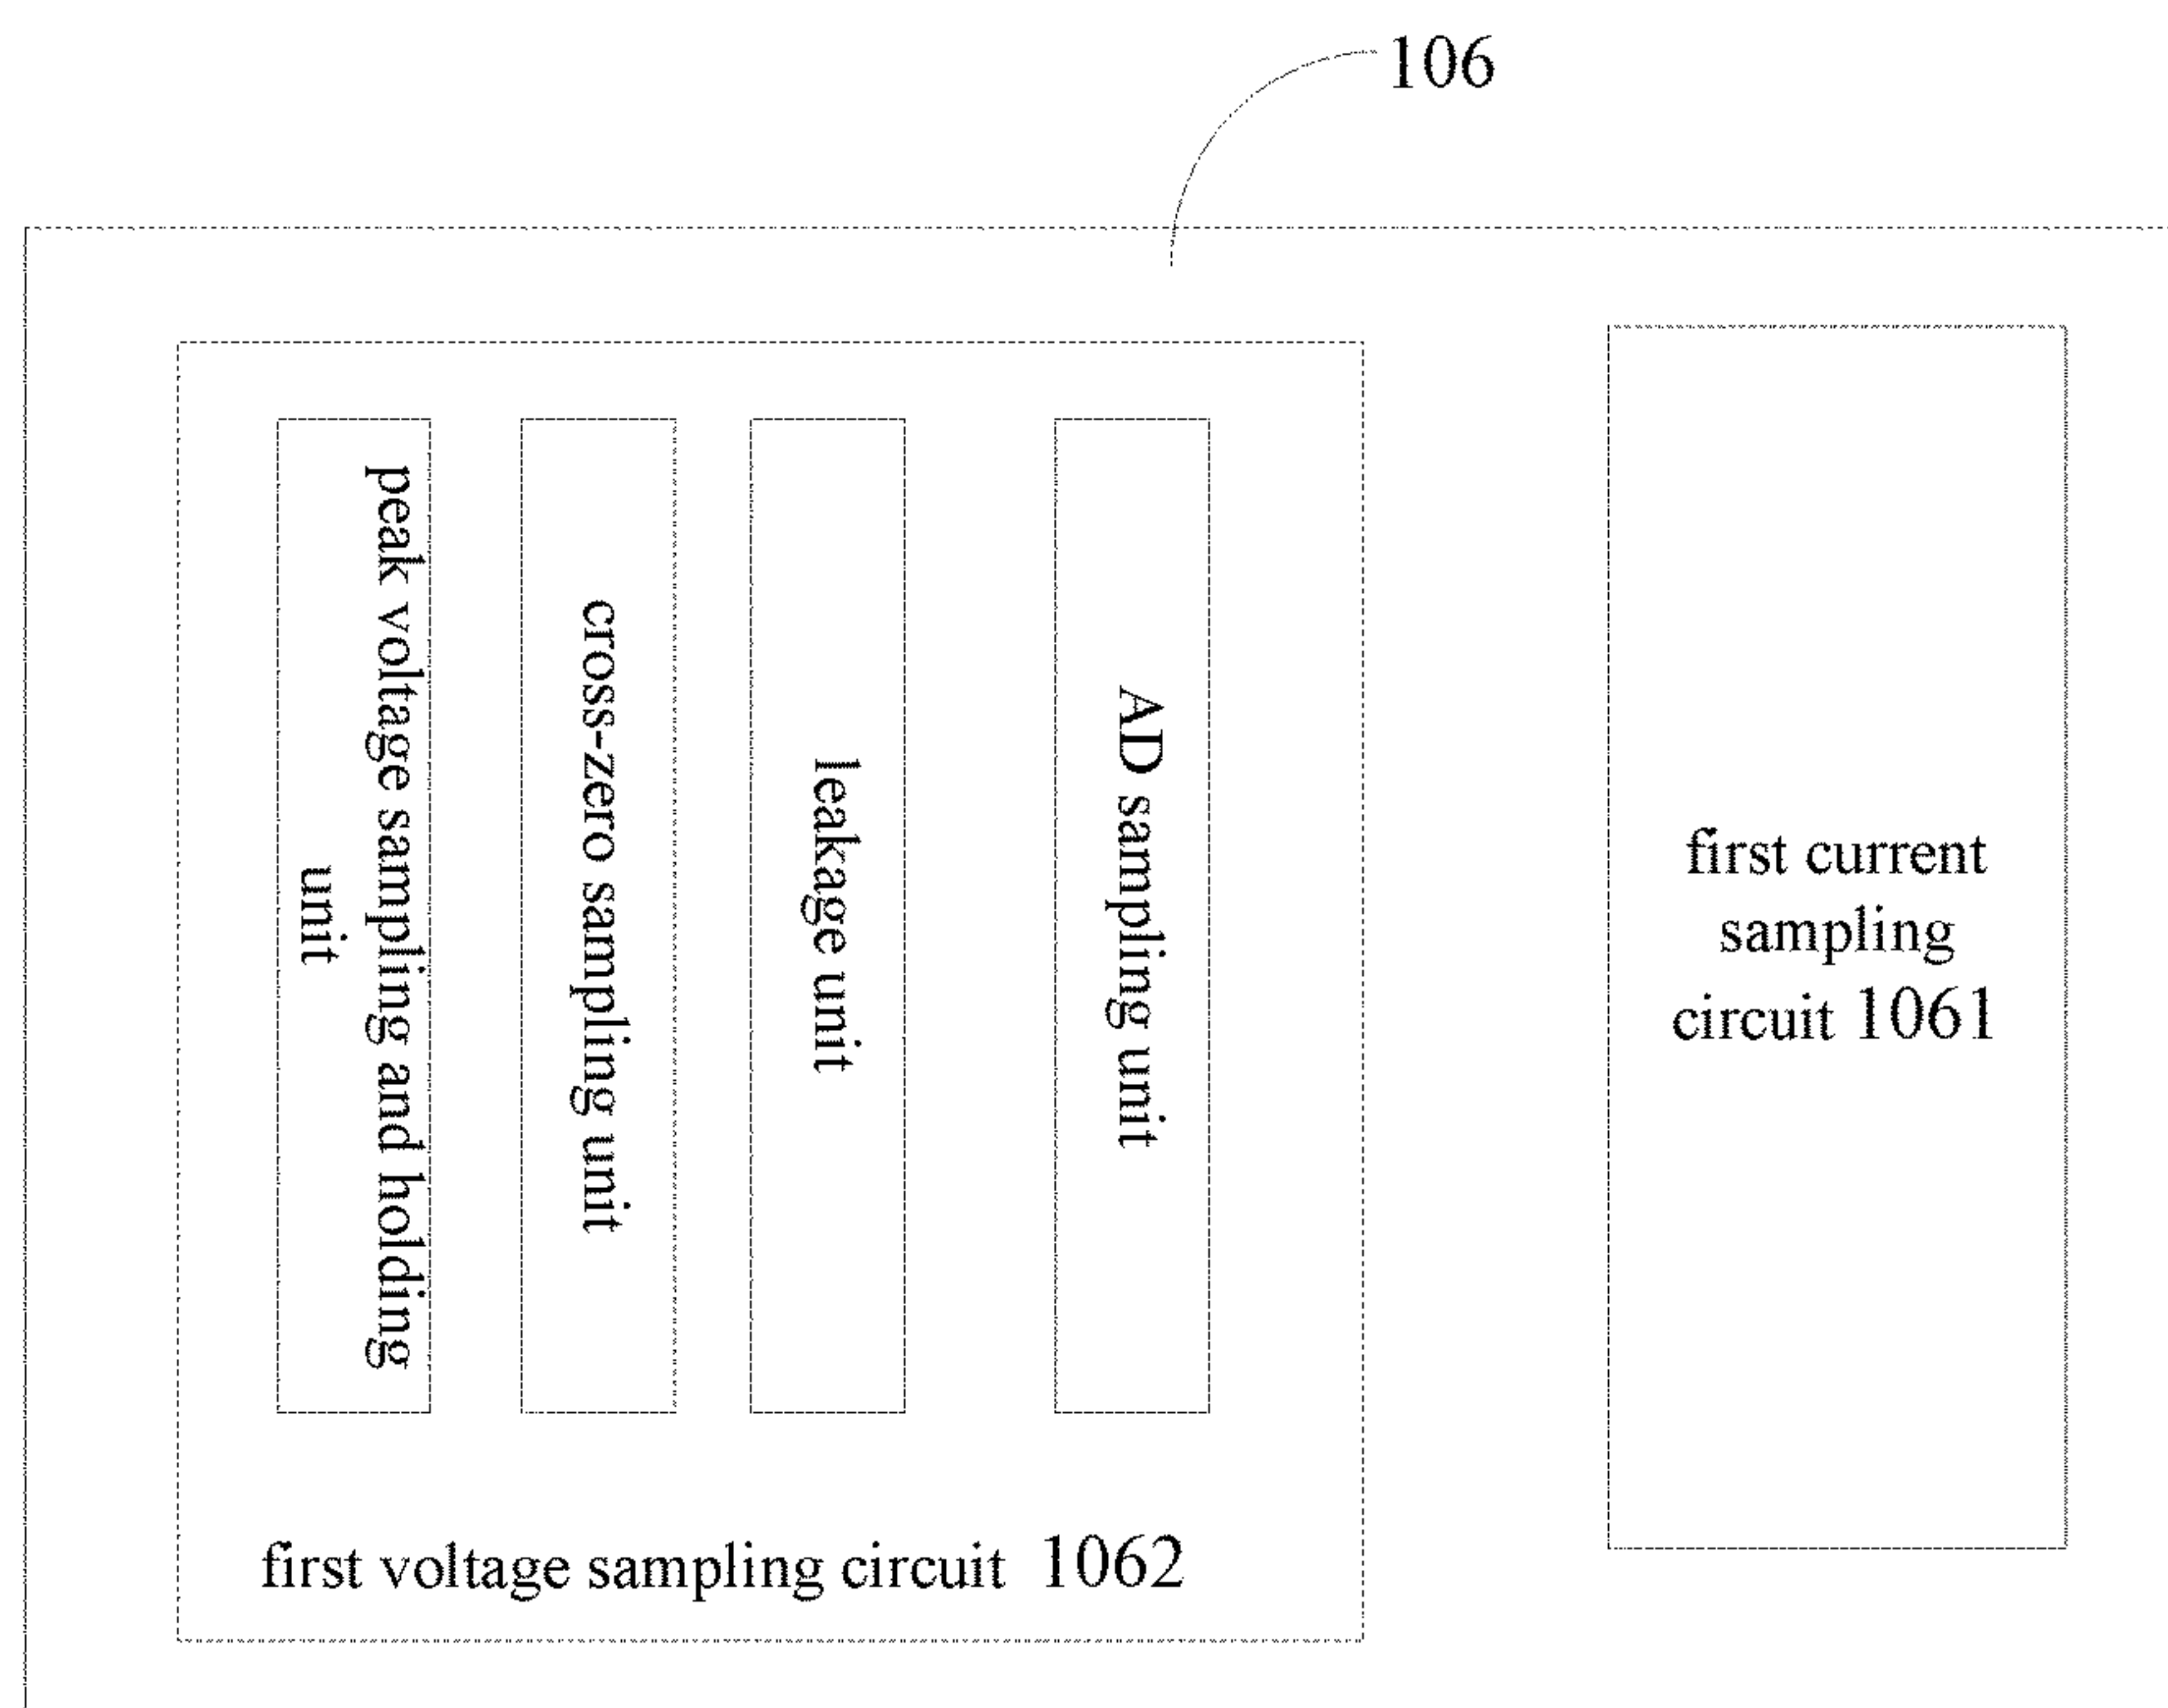 106
peak voltage sampling and holding
unit
cross-zero sampling unit
leakage unit
AD sampling unit
first current
sampling
circuit 1061
first voltage sampling circuit 1062